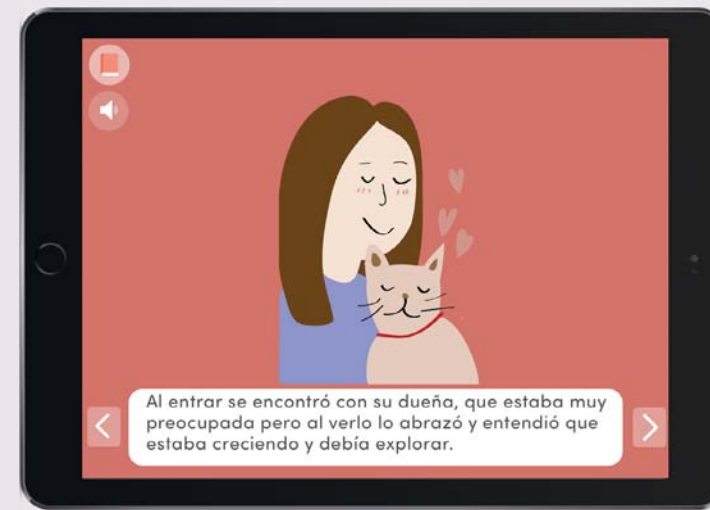 Al entrar se encontró con su dueña, que estaba muy
preocupada pero al verlo lo abrazó y entendió que
estaba creciendo y debía explorar.